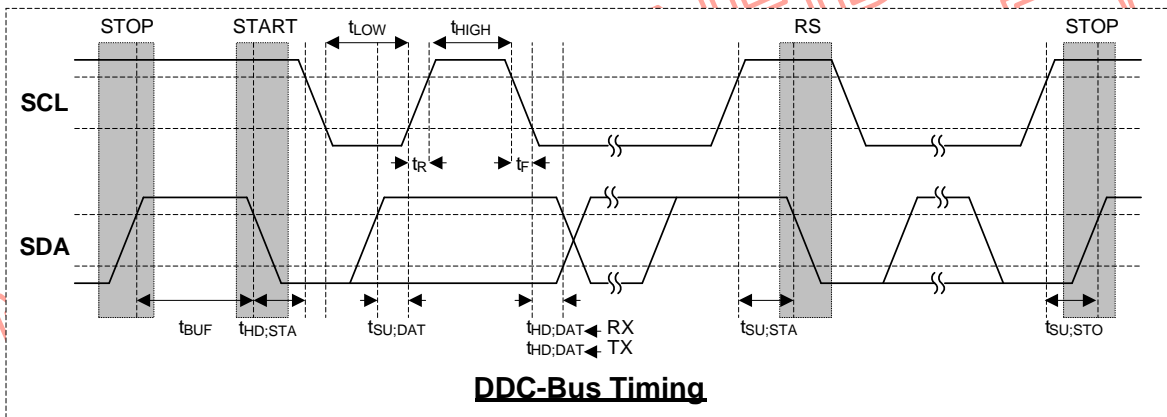 STOP START tLOW tHIGH RS STOP
SCL
tR tF
SDA
tBUF tHD;STA tSU;DAT tHD;DAT RX tSU;STA tSU;STO
tHD;DAT TX
DDC-Bus Timing